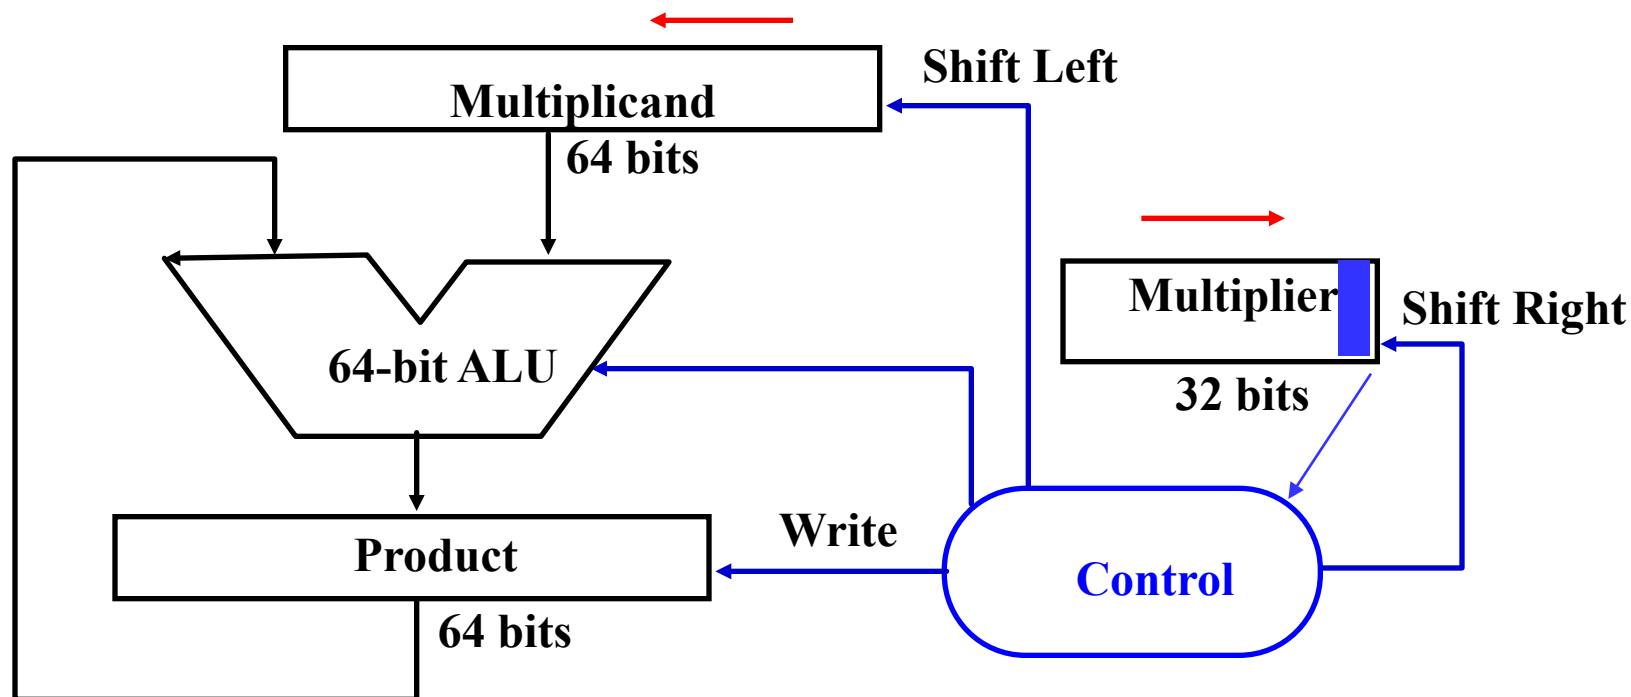 Shift Left
Multiplicand
64 bits
Multiplier
Shift Right
64-bit ALU
32 bits
Write
Product
Control
64 bits